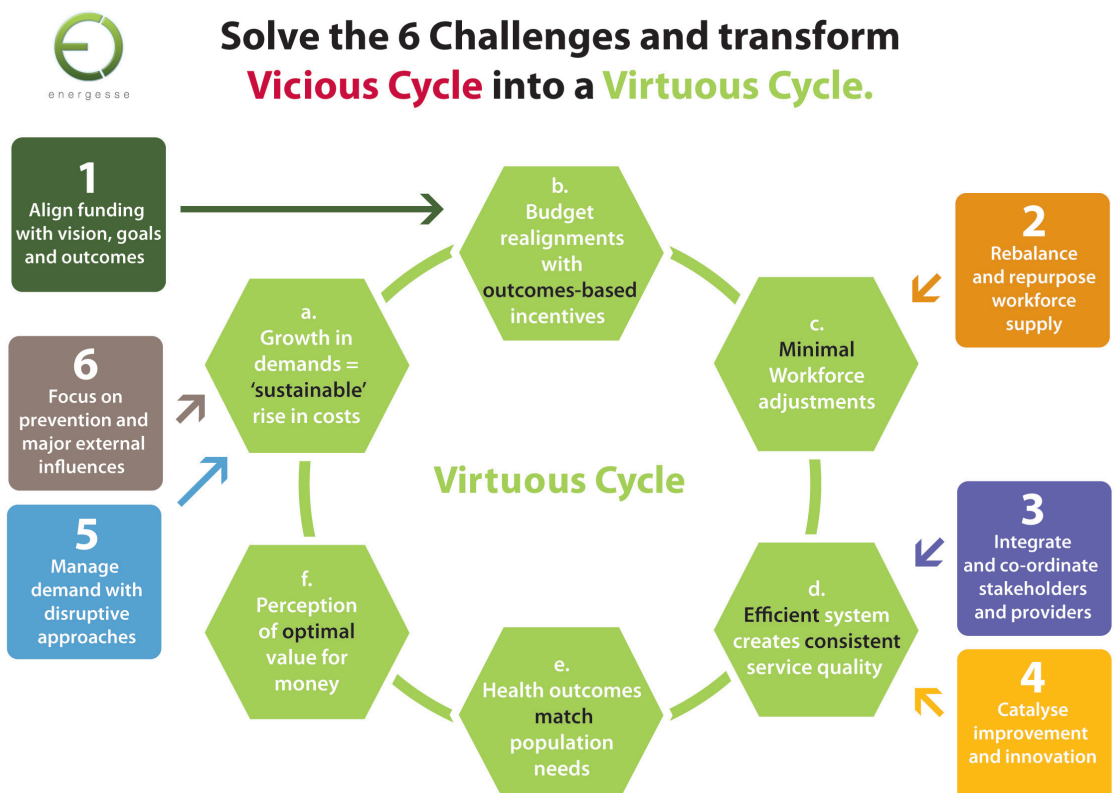 energesse
Solve the 6 Challenges and transform
Vicious Cycle into a Virtuous Cycle.
1
Align funding
with vision, goals
and outcomes
b.
Budget
realignments
with
outcomes-based
incentives
2
Rebalance
and repurpose
workforce
supply
a.
Growth in
demands =
‘sustainable’
rise in costs
c.
Minimal
Workforce
adjustments
6
Focus on
prevention and
major external
influences
Virtuous Cycle
5
Manage
demand with
disruptive
approaches
3
Integrate
and co-ordinate
stakeholders
and providers
f.
Perception
of optimal
value for
money
d.
Efficient system
creates consistent
service quality
e.
Health outcomes
match
population
needs
4
Catalyse
improvement
and innovation